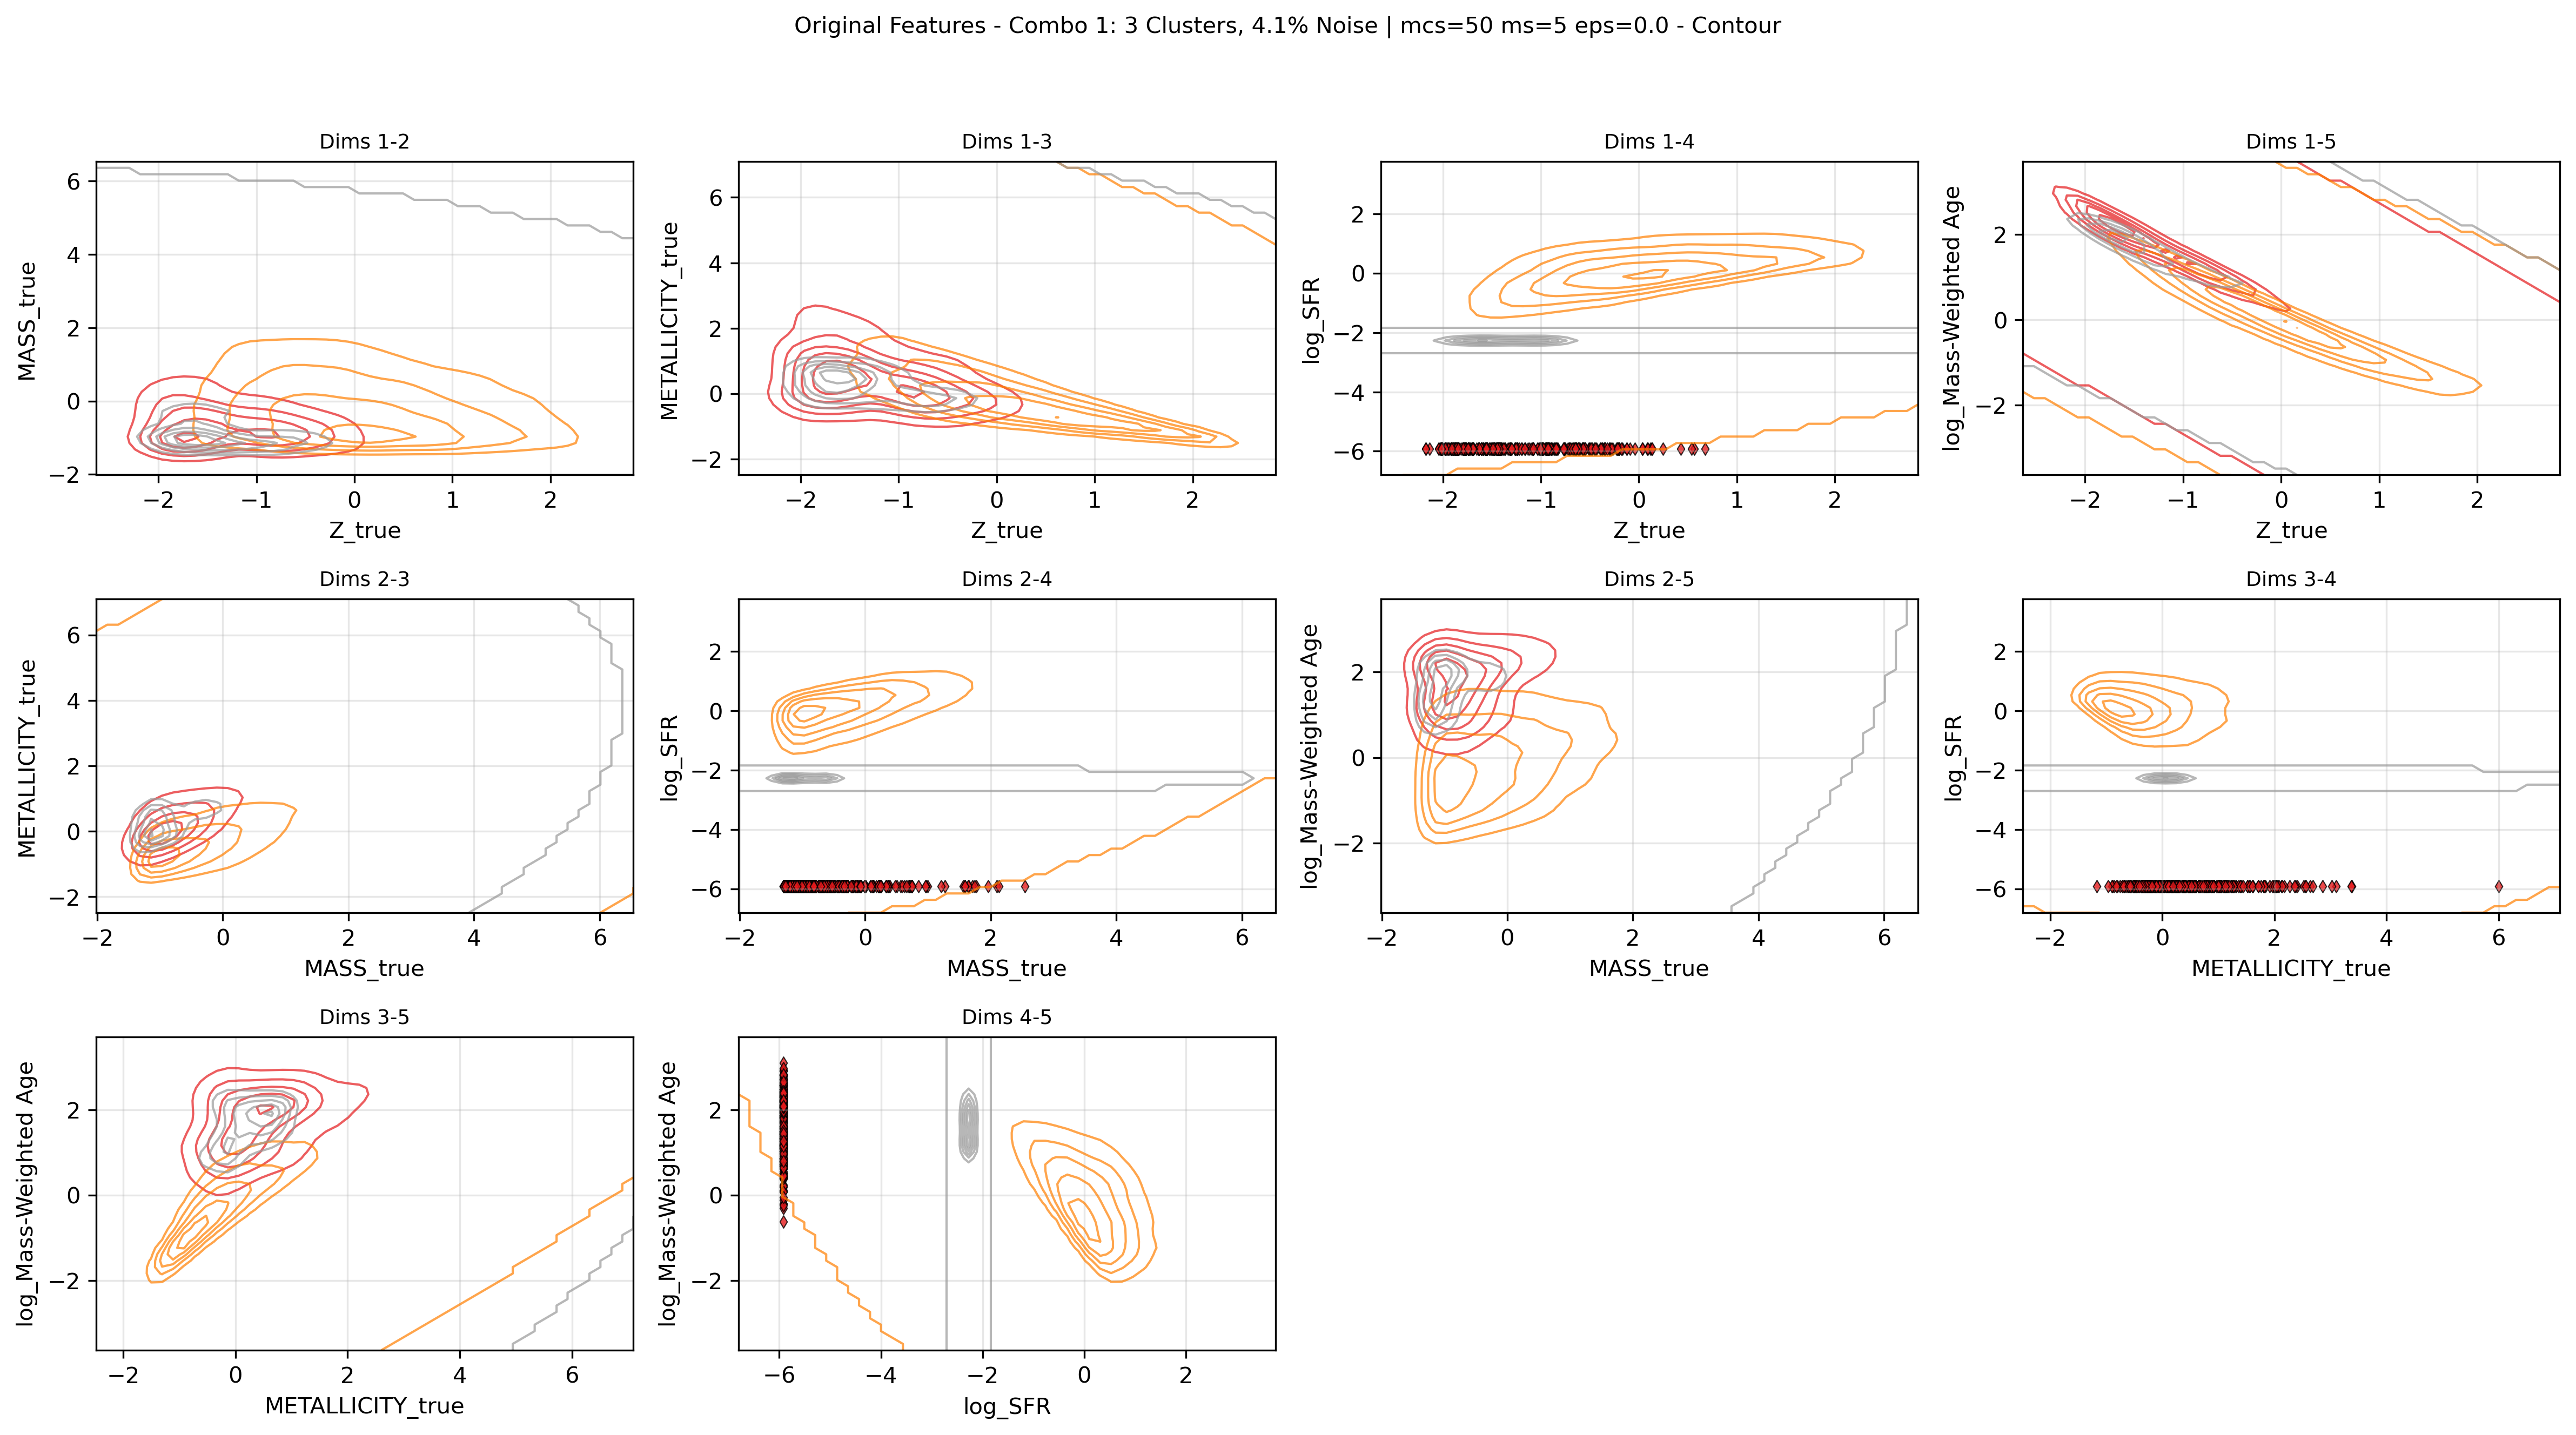 Original Features - Combo 1: 3 Clusters, 4.1% Noise | mcs=50 ms=5 eps=0.0 - Contour
Dims 1-2
MASS_true
6
4
2
0
−2
−2 −1 0 1 2
Z_true
Dims 1-3
METALLICITY_true
6
4
2
0
−2
−2 −1 0 1 2
Z_true
Dims 1-4
log_SFR
2
0
−2
−4
−6
−2 −1 0 1 2
Z_true
Dims 1-5
log_Mass-Weighted Age
2
0
−2
−2 −1 0 1 2
Z_true
Dims 2-3
METALLICITY_true
6
4
2
0
−2
−2 0 2 4 6
MASS_true
Dims 2-4
log_SFR
2
0
−2
−4
−6
−2 0 2 4 6
MASS_true
Dims 2-5
log_Mass-Weighted Age
2
0
−2
−2 0 2 4 6
MASS_true
Dims 3-4
log_SFR
2
0
−2
−4
−6
−2 0 2 4 6
METALLICITY_true
Dims 3-5
log_Mass-Weighted Age
2
0
−2
−2 0 2 4 6
METALLICITY_true
Dims 4-5
log_Mass-Weighted Age
2
0
−2
−6 −4 −2 0 2
log_SFR